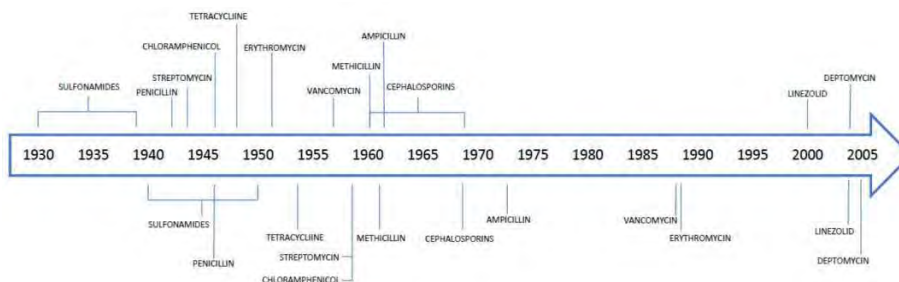 TETRACYCLIINE
CHLORAMPHENICOL
ERYTHROMYCIN
AMPICILLIN
STREPTOMYCIN
METHICILLIN
SULFONAMIDES
PENICILLIN
VANCOMYCIN
CEPHALOSPORINS
DEPTOMYCIN
LINEZOLID
1930 1935 1940 1945 1950 1955 1960 1965 1970 1975 1980 1985 1990 1995 2000 2005
SULFONAMIDES
PENICILLIN
TETRACYCLIINE
STREPTOMYCIN
CHLORAMPHENICOL
METHICILLIN
CEPHALOSPORINS
AMPICILLIN
VANCOMYCIN
ERYTHROMYCIN
LINEZOLID
DEPTOMYCIN